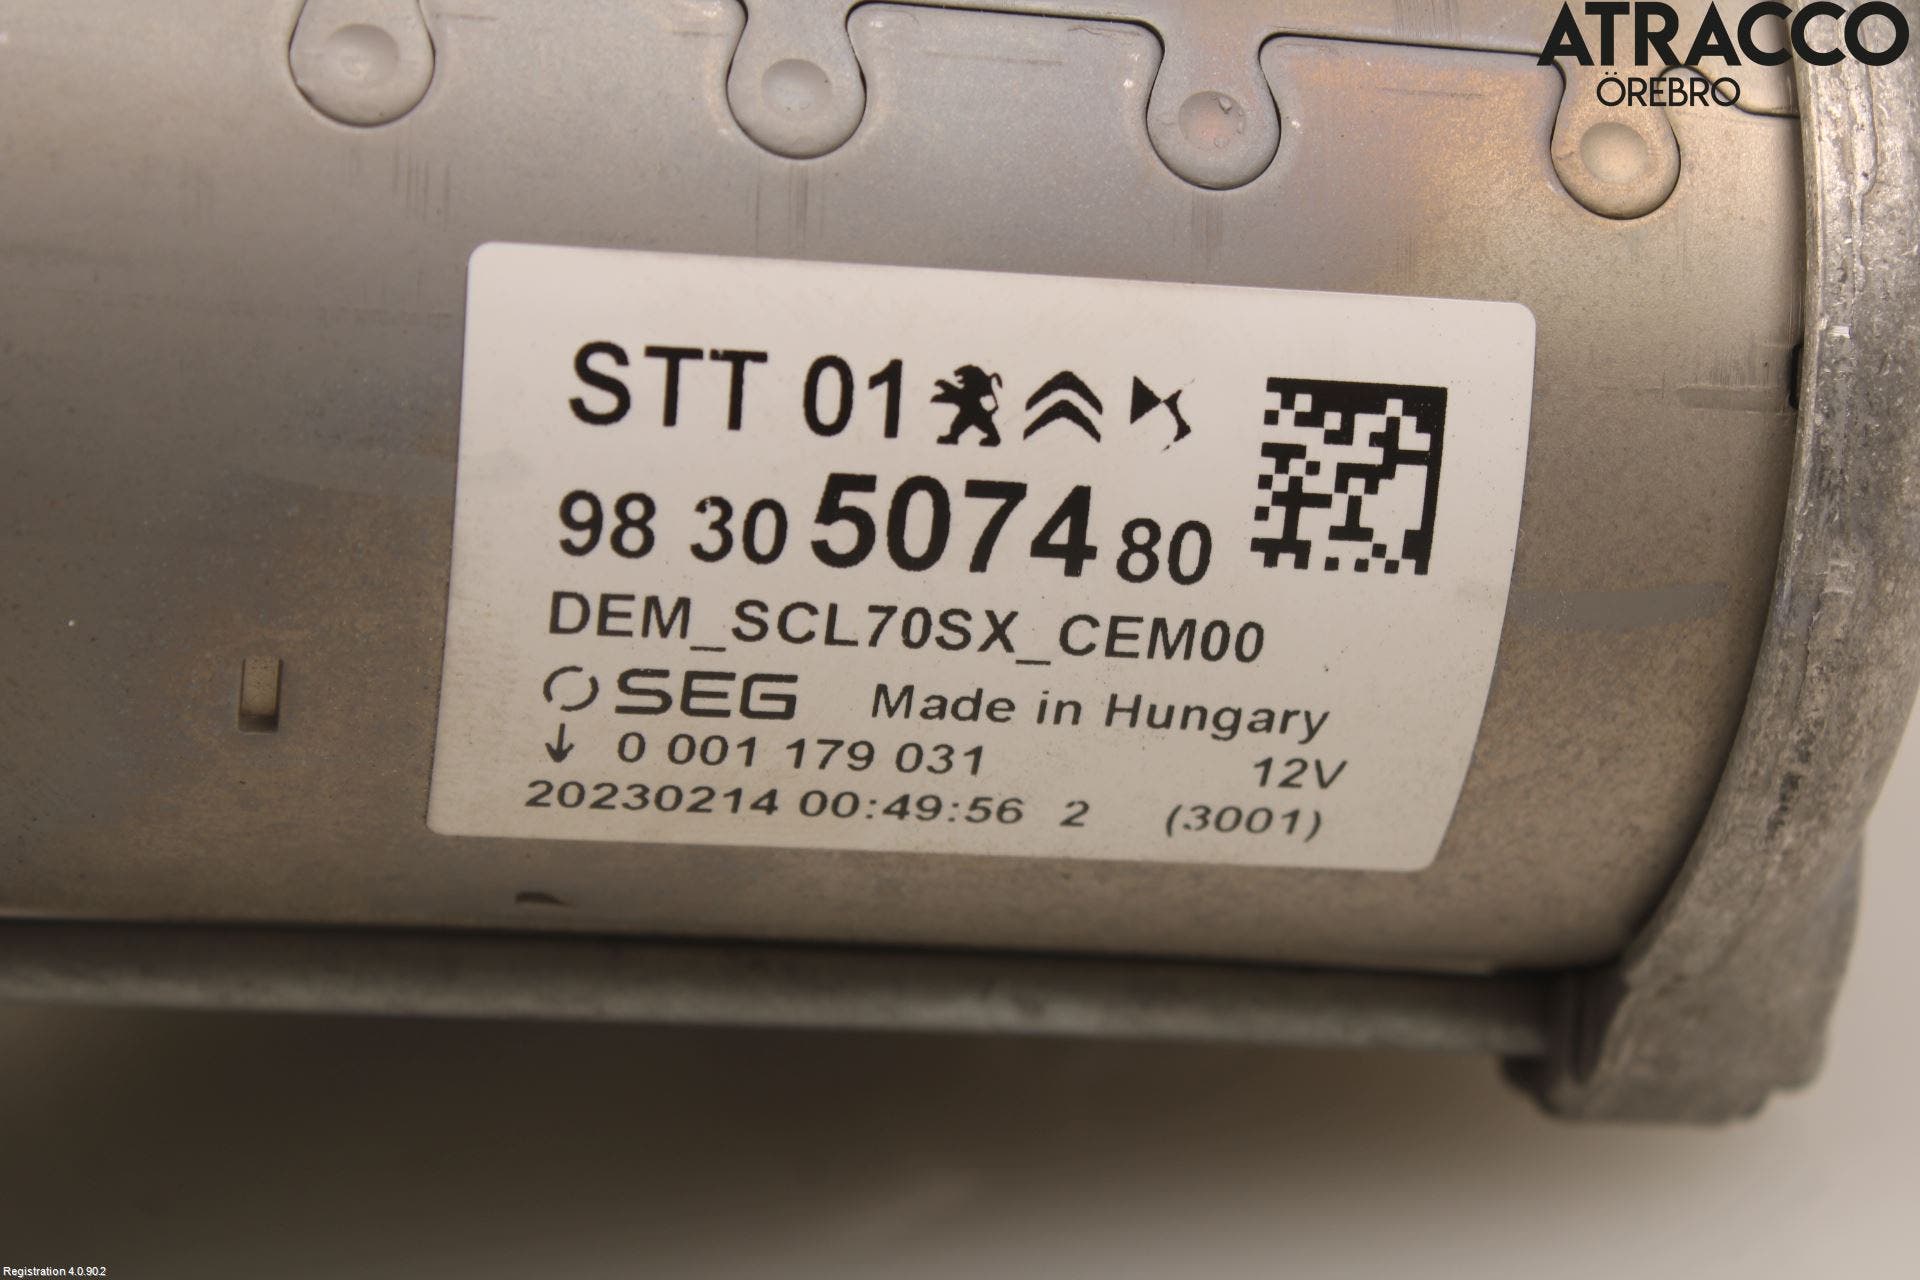 ATRACCO
ÖREBRO
STT 01
98 30 5074 80
DEM_SCL70SX_CEM00
SEG Made in Hungary
↓ 0 001 179 031 12V
20230214 00:49:56 2 (3001)
Registration 4.0.90.2